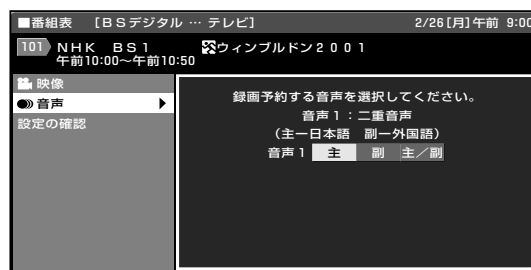 ■番組表 [BSデジタル … テレビ] 2/26[月]午前 9:00
101 NHK BS1 ウィンブルドン2001
午前10:00〜午前10:50
映像
音声
設定の確認
録画予約する音声を選択してください。
音声1:二重音声
(主ー日本語 副ー外国語)
音声1 主 副 主/副